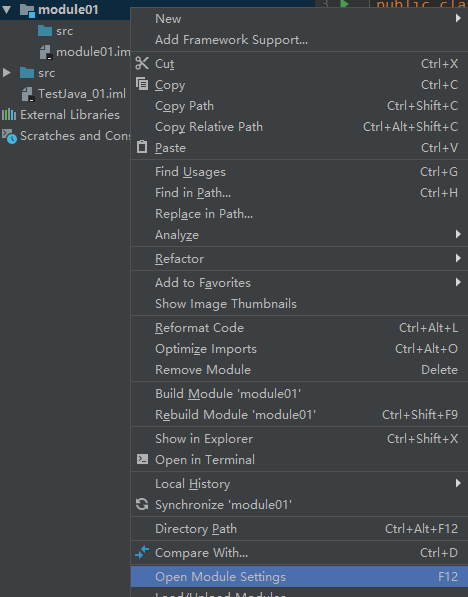 module01
src
module01.im
src
TestJava_01.iml
External Libraries
Scratches and Con
3
public cla
New
Add Framework Support...
Cut Ctrl+X
Copy Ctrl+C
Copy Path Ctrl+Shift+C
Copy Relative Path Ctrl+Alt+Shift+C
Paste Ctrl+V
Find Usages Ctrl+G
Find in Path... Ctrl+H
Replace in Path...
Analyze
Refactor
Add to Favorites
Show Image Thumbnails
Reformat Code Ctrl+Alt+L
Optimize Imports Ctrl+Alt+O
Remove Module Delete
Build Module 'module01'
Rebuild Module 'module01' Ctrl+Shift+F9
Show in Explorer Ctrl+Shift+X
Open in Terminal
Local History
Synchronize 'module01'
Directory Path Ctrl+Alt+F12
Compare With... Ctrl+D
Open Module Settings F12
Load/Unload Modules